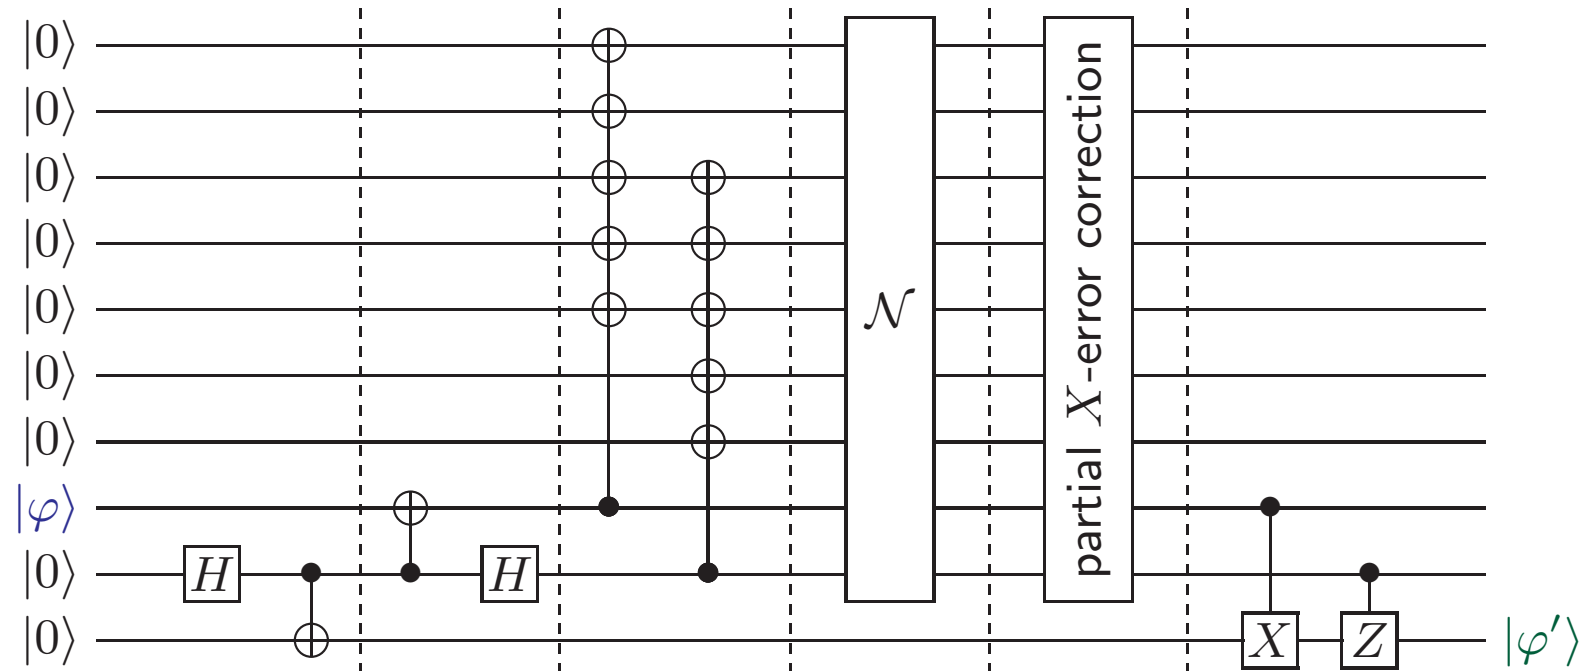 |0⟩
|0⟩
|0⟩
|0⟩
|0⟩
|0⟩
|0⟩
|φ⟩
|0⟩ H H
|0⟩
𝒩
partial X-error correction
X Z |φ′⟩